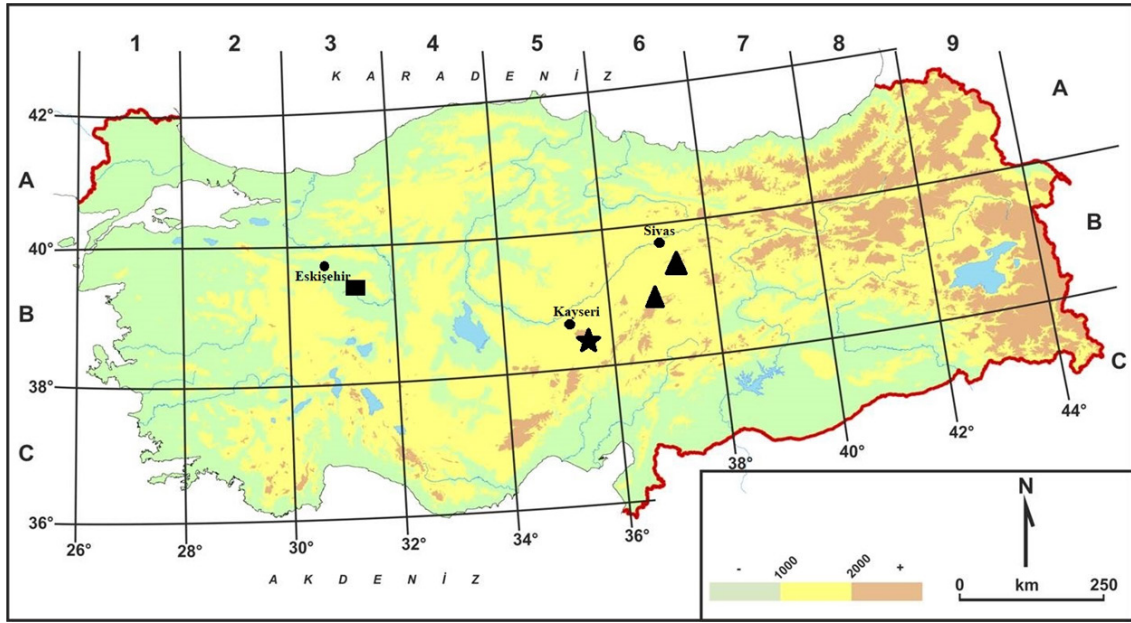 1 2 3 4 5 6 7 8 9
K A R A D E N İ Z
A
42°
A
B
40°
Sivas
Eskişehir
B
Kayseri
38°
C
C
44°
42°
40°
38°
36°
26° 28° 30° 32° 34° 36°
A K D E N İ Z
N
- 1000 2000 +
0 km 250